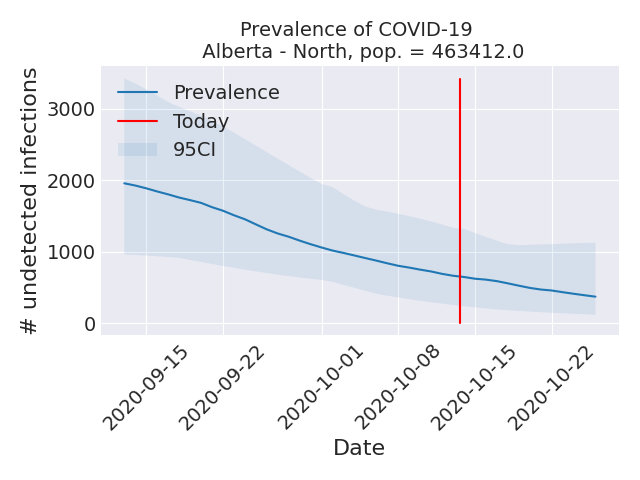 Prevalence of COVID-19
Alberta - North, pop. = 463412.0
# undetected infections
3000
2000
1000
0
Prevalence
Today
95CI
2020-09-15
2020-09-22
2020-10-01
2020-10-08
2020-10-15
2020-10-22
Date